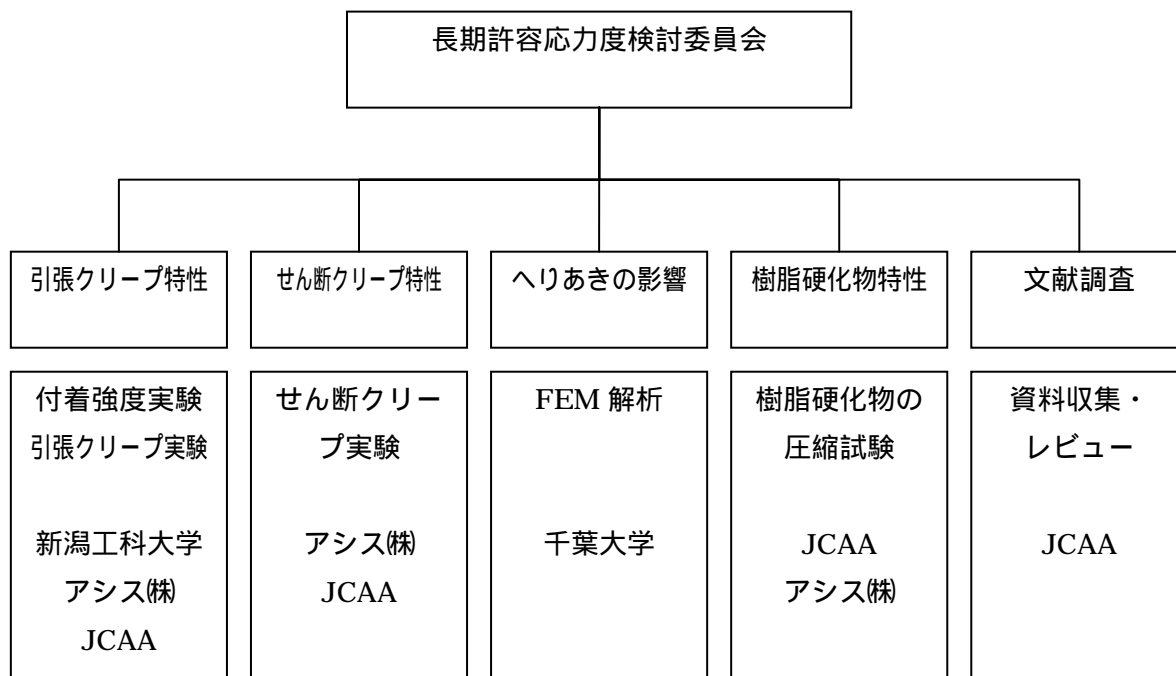 長期許容応力度検討委員会
引張クリープ特性
せん断クリープ特性
へりあきの影響
樹脂硬化物特性
文献調査
付着強度実験
引張クリープ実験
新潟工科大学
アシス㈱
JCAA
せん断クリー
プ実験
アシス㈱
JCAA
FEM 解析
千葉大学
樹脂硬化物の
圧縮試験
JCAA
アシス㈱
資料収集・
レビュー
JCAA